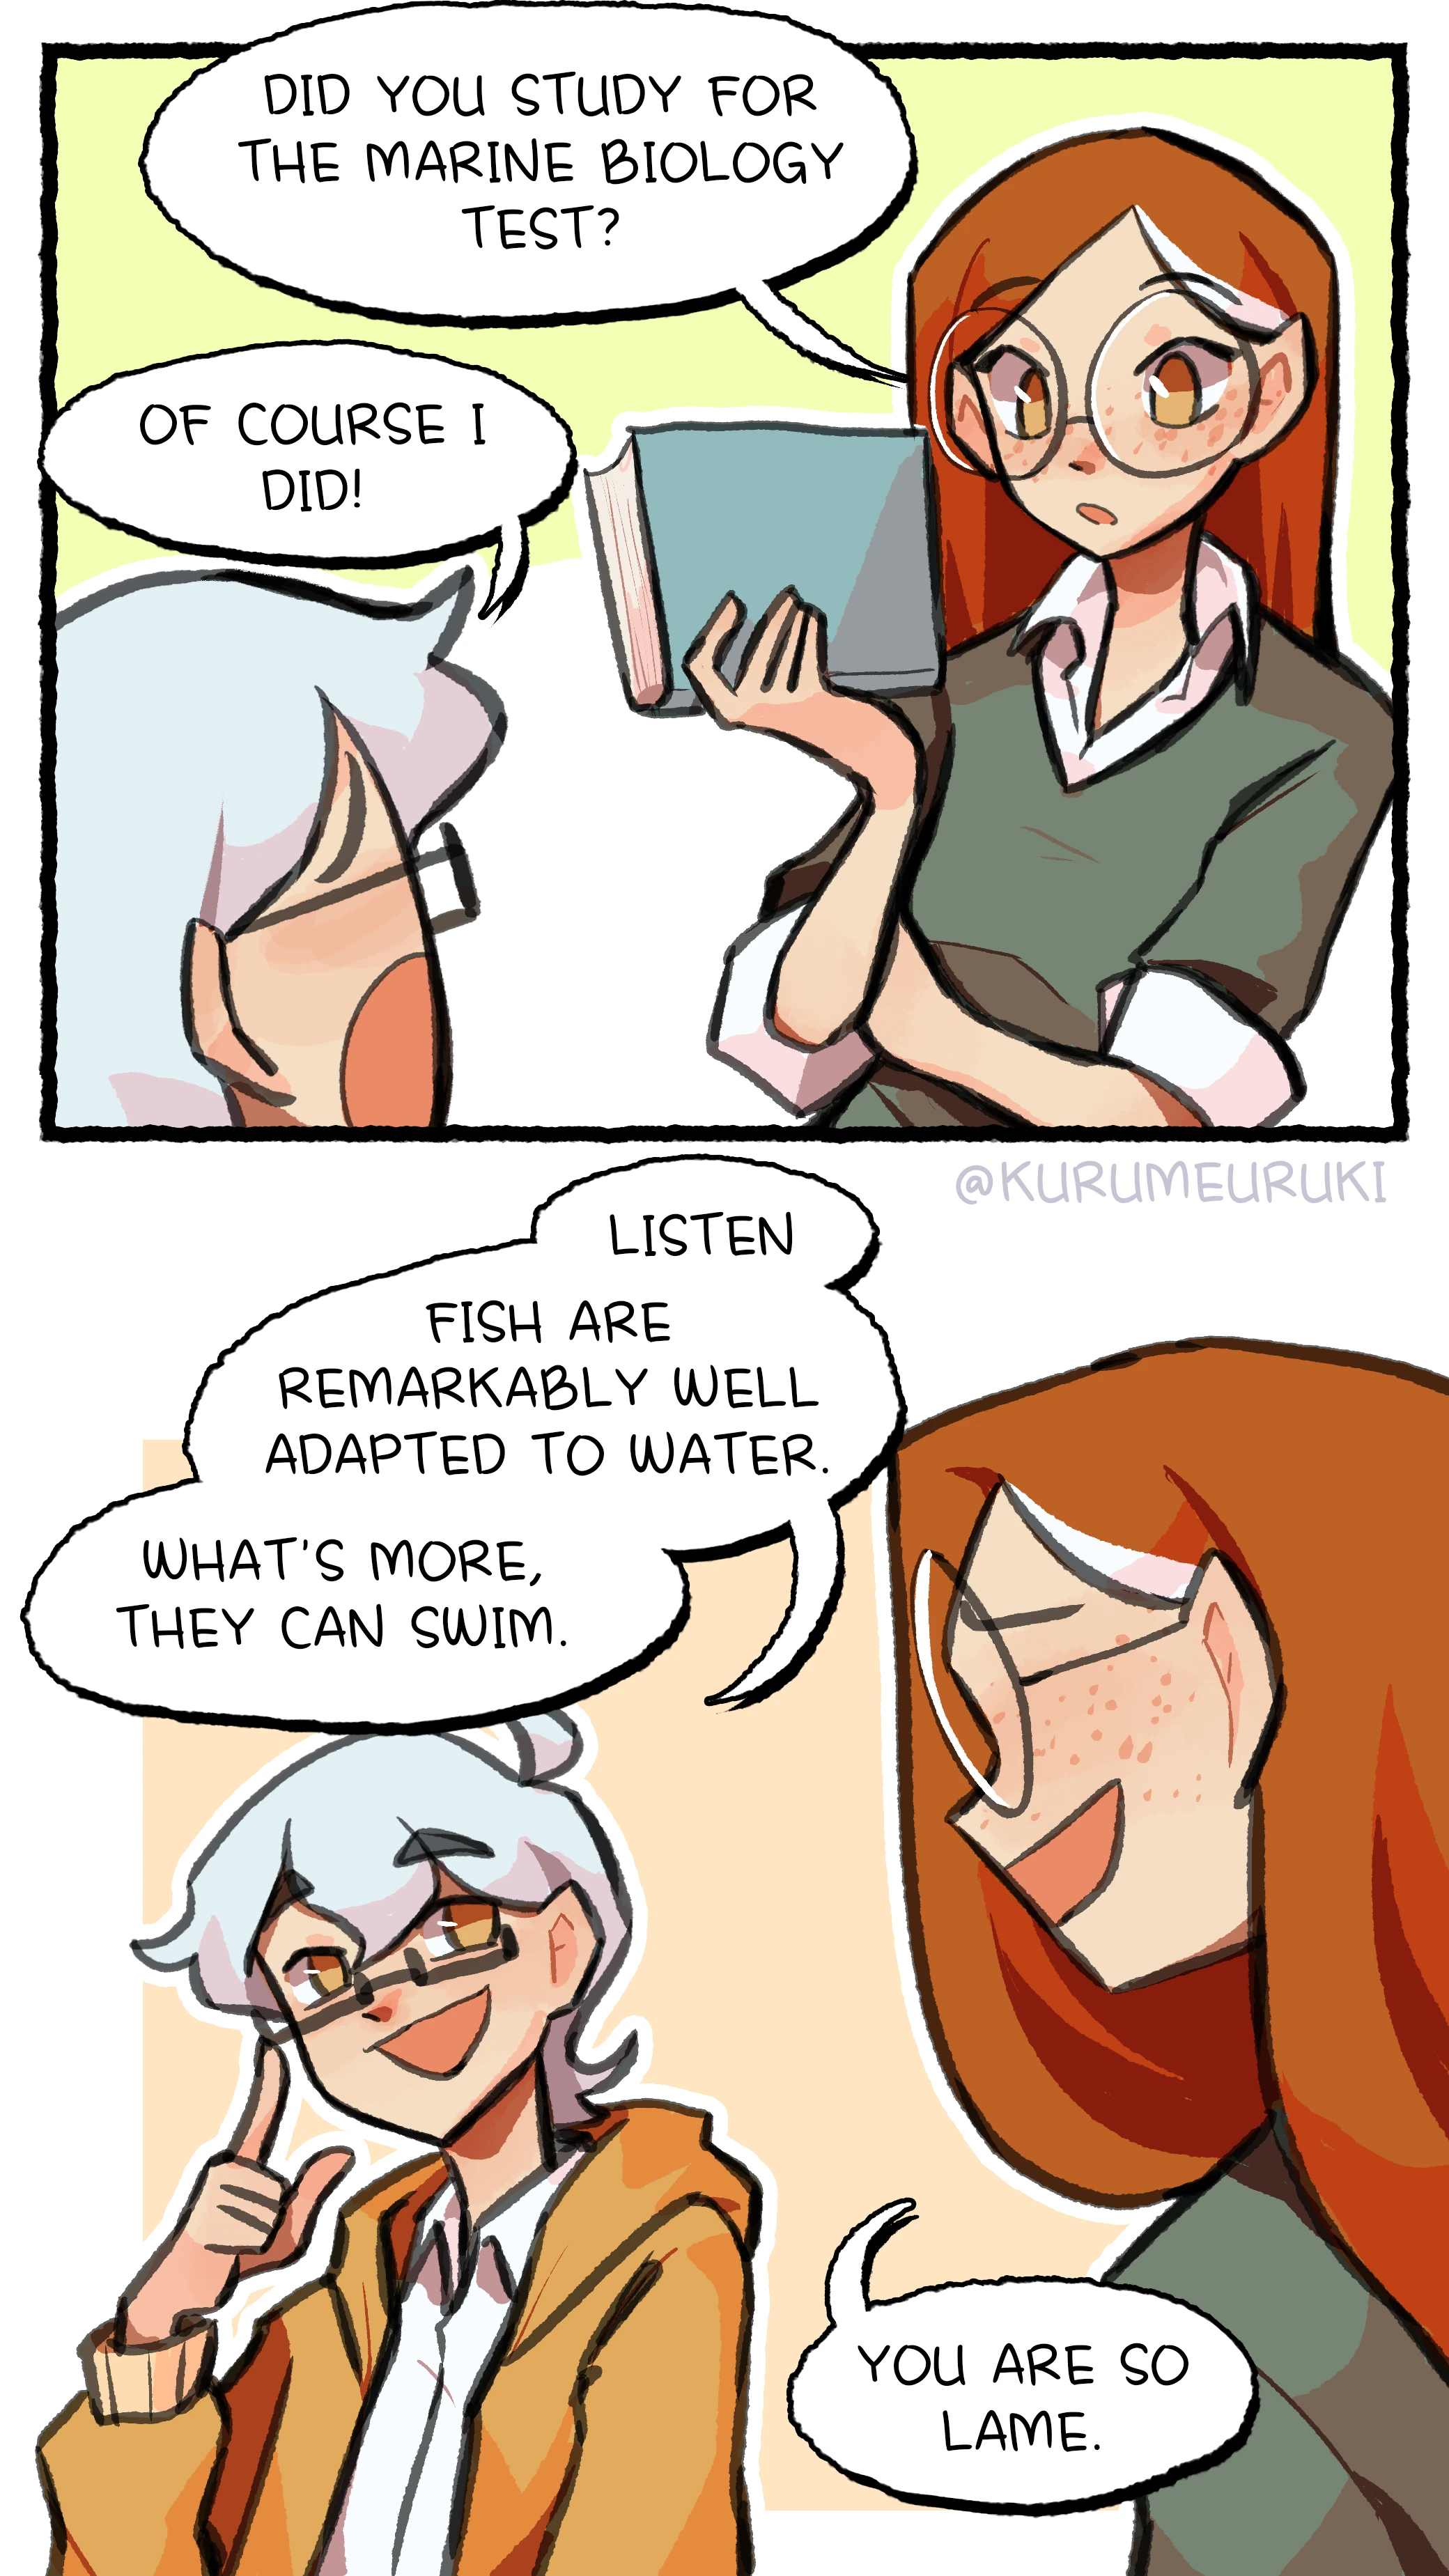 DID YOU STUDY FOR
THE MARINE BIOLOGY
TEST?
OF COURSE I
DID!
@KURUMEURUKI
LISTEN
FISH ARE
REMARKABLY WELL
ADAPTED TO WATER.
WHAT'S MORE,
THEY CAN SWIM.
YOU ARE SO
LAME.